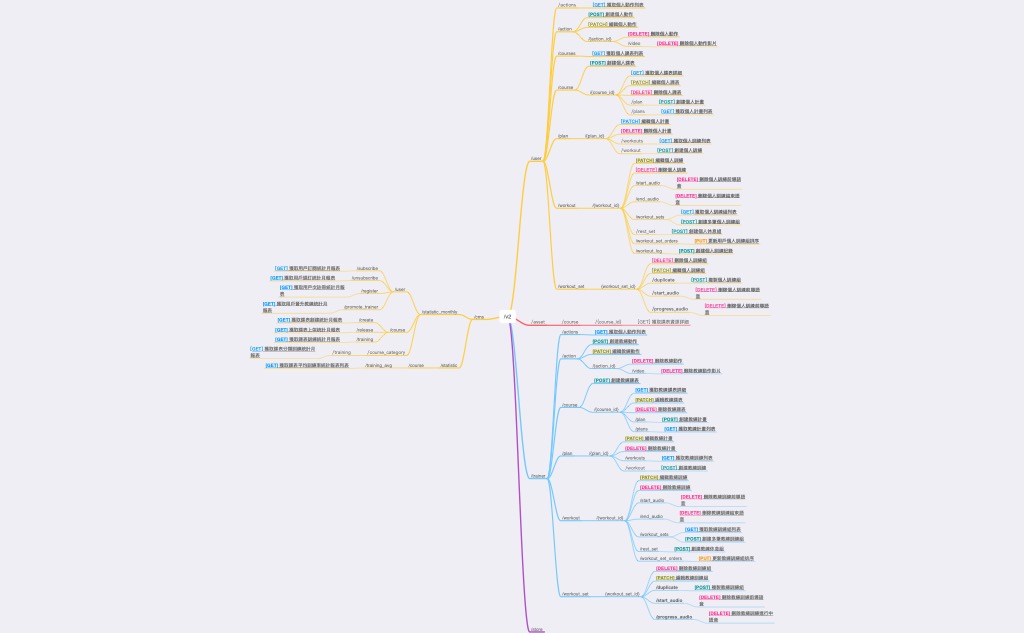 /v2
/user
/actions [GET] 獲取個人動作列表
/action
[POST] 創建個人動作
[PATCH] 編輯個人動作
/{action_id}
[DELETE] 刪除個人動作
/video [DELETE] 刪除個人動作影片
/courses [GET] 獲取個人課表列表
/course
[POST] 創建個人課表
/{course_id}
[GET] 獲取個人課表詳細
[PATCH] 編輯個人課表
[DELETE] 刪除個人課表
/plan [POST] 創建個人計畫
/plans [GET] 獲取個人計畫列表
/plan /{plan_id}
[PATCH] 編輯個人計畫
[DELETE] 刪除個人計畫
/workouts [GET] 獲取個人訓練列表
/workout [POST] 創建個人訓練
/workout /{workout_id}
[PATCH] 編輯個人訓練
[DELETE] 刪除個人訓練
/start_audio [DELETE] 刪除個人訓練前導語
音
/end_audio [DELETE] 刪除個人訓練結束語
音
/workout_sets
[GET] 獲取個人訓練組列表
[POST] 創建多重個人訓練組
/rest_set [POST] 創建個人休息組
/workout_set_orders [PUT] 更新用戶個人訓練組排序
/workout_log [POST] 創建個人訓練記錄
/workout_set /{workout_set_id}
[DELETE] 刪除個人訓練組
[PATCH] 編輯個人訓練組
/duplicate [POST] 複製個人訓練組
/start_audio [DELETE] 刪除個人訓練組前導語
音
/progress_audio [DELETE] 刪除個人訓練組
音
/asset /course /{course_id} [GET]
/trainer
/actions [GET] 獲取個人動作列表
/action
[POST] 創建教練動作
[PATCH] 編輯教練動作
/{action_id}
[DELETE] 刪除教練動作
/video [DELETE] 刪除教練動作影片
/course
[POST] 創建教練課表
/{course_id}
[GET] 獲取教練課表詳細
[PATCH] 編輯教練課表
[DELETE] 刪除教練課表
/plan [POST] 創建教練計畫
/plans [GET] 獲取教練計畫列表
/plan /{plan_id}
[PATCH] 編輯教練計畫
[DELETE] 刪除教練計畫
/workouts [GET] 獲取教練訓練列表
/workout [POST] 創建教練訓練
/workout /{workout_id}
[PATCH] 編輯教練訓練
[DELETE] 刪除教練訓練
/start_audio [DELETE] 刪除教練訓練前導語
音
/end_audio [DELETE] 刪除教練訓練結束語
音
/workout_sets
[GET] 獲取教練訓練組列表
[POST] 創建多重教練訓練組
/rest_set [POST] 創建教練休息組
/workout_set_orders [PUT] 更新教練訓練組排序
/workout_set /{workout_set_id}
[DELETE] 刪除教練訓練組
[PATCH] 編輯教練訓練組
/duplicate [POST] 複製教練訓練組
/start_audio [DELETE] 刪除教練訓練前導語
音
/progress_audio [DELETE] 刪除教練訓練進行中
語音
/store
/cms
/statistic_monthly
/user
[GET] 獲取用戶訂閱統計月報表 /subscribe
[GET] 獲取用戶退訂統計月報表 /unsubscribe
[GET] 獲取用戶 統計月報 /register
表
[GET] 獲取用戶晉升教練統計月 /promote_trainer
報表
/course
[GET] 獲取課表創建統計月報表 /create
[GET] 獲取課表上架統計月報表 /release
[GET] 獲取課表訓練統計月報表 /training
[GET] 獲取課表分類訓練統計月 /training /course_category
報表
[GET] 獲取課表平均訓練率統計報表列表 /training_avg /course /statistic